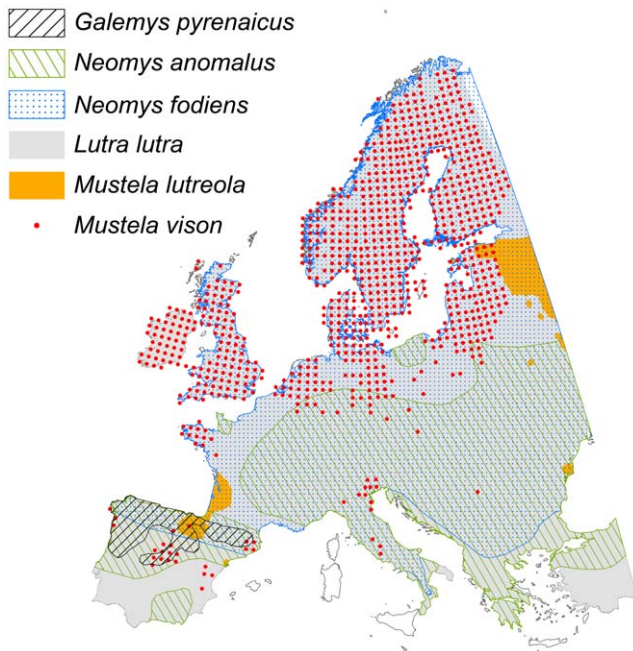 Galemys pyrenaicus
Neomys anomalus
Neomys fodiens
Lutra lutra
Mustela lutreola
Mustela vison